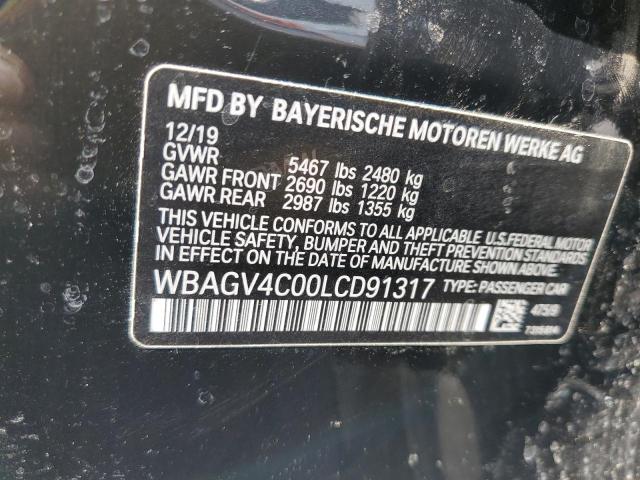 MFD BY BAYERISCHE MOTOREN WERKE AG
12/19
GVWR 5467 lbs 2480 kg
GAWR FRONT 2690 lbs 1220 kg
GAWR REAR 2987 lbs 1355 kg
THIS VEHICLE CONFORMS TO ALL APPLICABLE U.S. FEDERAL MOTOR
VEHICLE SAFETY, BUMPER AND THEFT PREVENTION STANDARDS
IN EFFECT ON THE DATE OF MANUFACTURE SHOWN ABOVE.
WBAGV4C00LCD91317 TYPE: PASSENGER CAR